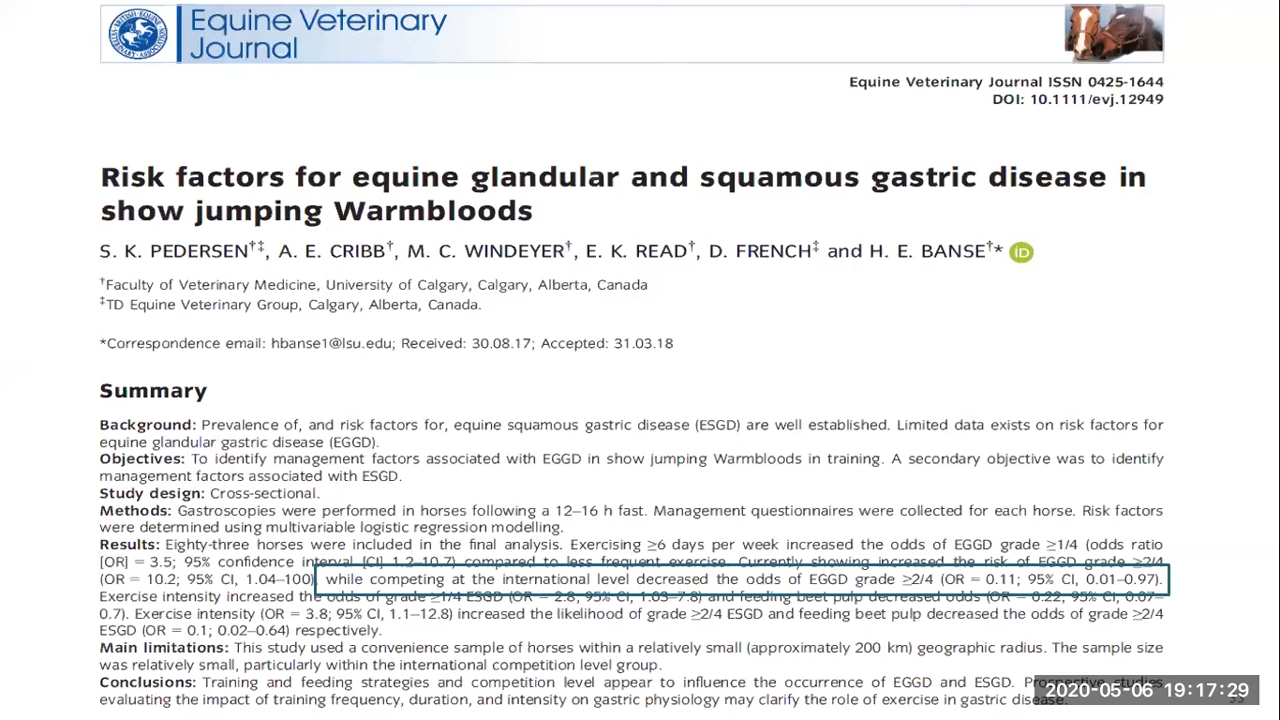 Equine Veterinary
Journal
Equine Veterinary Journal ISSN 0425-1644
DOI: 10.1111/evj.12949
Risk factors for equine glandular and squamous gastric disease in
show jumping Warmbloods
S. K. PEDERSEN†‡, A. E. CRIBB†, M. C. WINDEYER†, E. K. READ†, D. FRENCH‡ and H. E. BANSE†* iD
†Faculty of Veterinary Medicine, University of Calgary, Calgary, Alberta, Canada
‡TD Equine Veterinary Group, Calgary, Alberta, Canada.
*Correspondence email: hbanse1@lsu.edu; Received: 30.08.17; Accepted: 31.03.18
Summary
Background: Prevalence of, and risk factors for, equine squamous gastric disease (ESGD) are well established. Limited data exists on risk factors for
equine glandular gastric disease (EGGD).
Objectives: To identify management factors associated with EGGD in show jumping Warmbloods in training. A secondary objective was to identify
management factors associated with ESGD.
Study design: Cross-sectional.
Methods: Gastroscopies were performed in horses following a 12–16 h fast. Management questionnaires were collected for each horse. Risk factors
were determined using multivariable logistic regression modelling.
Results: Eighty-three horses were included in the final analysis. Exercising ≥6 days per week increased the odds of EGGD grade ≥1/4 (odds ratio
[OR] = 3.5; 95% confidence interval [CI] 1.2–10.7) compared to less frequent exercise. Currently showing increased the risk of EGGD grade ≥2/4
(OR = 10.2; 95% CI, 1.04–100) while competing at the international level decreased the odds of EGGD grade ≥2/4 (OR = 0.11; 95% CI, 0.01–0.97).
Exercise intensity increased the odds of grade ≥1/4 ESGD (OR = 2.8, 95% CI, 1.03–7.8) and feeding beet pulp decreased odds (OR = 0.22, 95% CI, 0.07–
0.7). Exercise intensity (OR = 3.8; 95% CI, 1.1–12.8) increased the likelihood of grade ≥2/4 ESGD and feeding beet pulp decreased the odds of grade ≥2/4
ESGD (OR = 0.1; 0.02–0.64) respectively.
Main limitations: This study used a convenience sample of horses within a relatively small (approximately 200 km) geographic radius. The sample size
was relatively small, particularly within the international competition level group.
Conclusions: Training and feeding strategies and competition level appear to influence the occurrence of EGGD and ESGD. Prospective studies
evaluating the impact of training frequency, duration, and intensity on gastric physiology may clarify the role of exercise in gastric disease.
2020-05-06 19:17:29